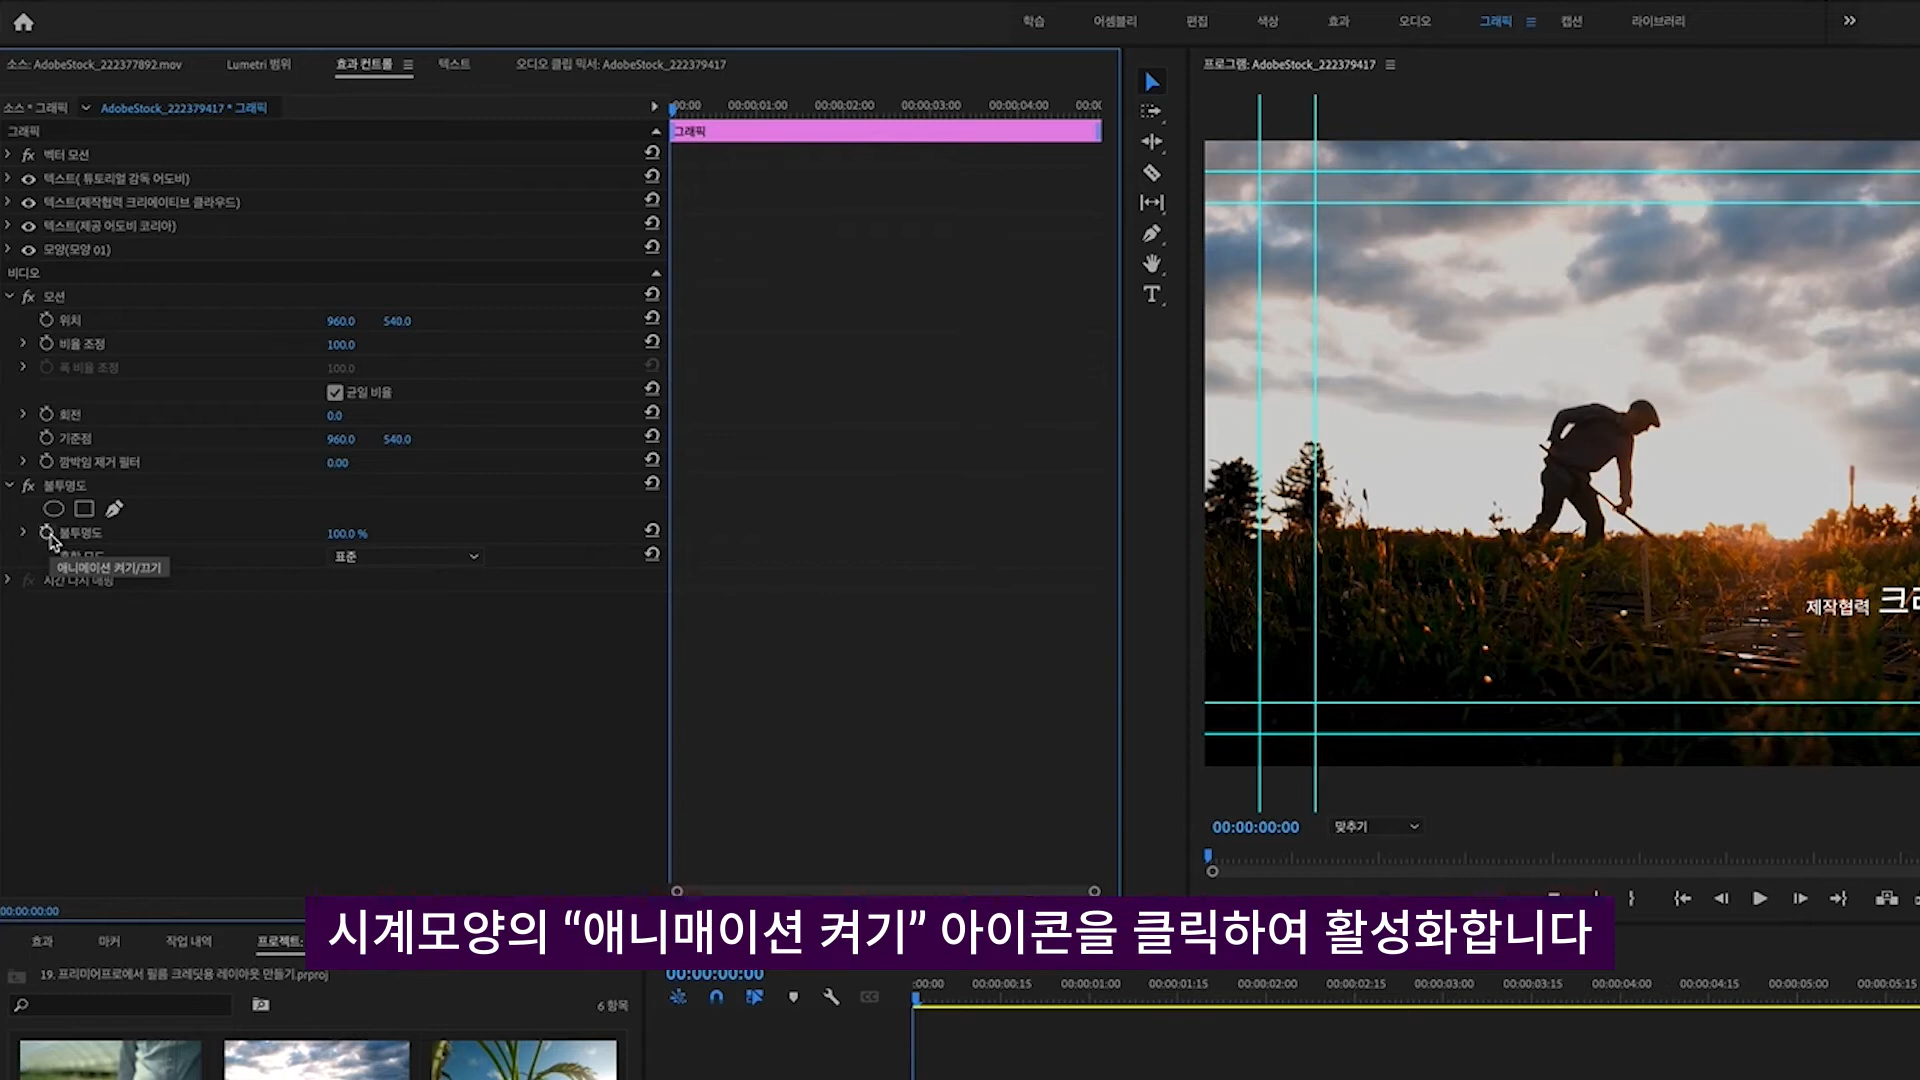 학습 어셈블리 편집 색상 효과 오디오 그래픽 캡션 라이브러리
소스: AdobeStock_222377892.mov Lumetri 범위 효과 컨트롤 텍스트 오디오 클립 믹서: AdobeStock_222379417
프로그램: AdobeStock_222379417
소스 * 그래픽 AdobeStock_222379417 * 그래픽
:00:00 00:00:01:00 00:00:02:00 00:00:03:00 00:00:04:00 00:00
그래픽
그래픽
fx 벡터 모션
텍스트( 튜토리얼 감독 어도비)
텍스트(제작협력 크리에이티브 클라우드)
텍스트(제공 어도비 코리아)
모양(모양 01)
비디오
fx 모션
위치 960.0 540.0
비율 조정 100.0
폭 비율 조정 100.0
균일 비율
회전 0.0
기준점 960.0 540.0
깜박임 제거 필터 0.00
fx 불투명도
불투명도 100.0 %
혼합 모드 표준
애니메이션 켜기/끄기
fx 시간 다시 매핑
제작협력 크리
00:00:00:00 맞추기
00:00:00:00
시계모양의 “애니매이션 켜기” 아이콘을 클릭하여 활성화합니다
효과 마커 작업 내역 프로젝트:
19. 프리미어프로에서 필름 크레딧용 레이아웃 만들기.prproj
6 항목
00:00:00:00
:00:00 00:00:00:15 00:00:01:00 00:00:01:15 00:00:02:00 00:00:02:15 00:00:03:00 00:00:03:15 00:00:04:00 00:00:04:15 00:00:05:00 00:00:05:15